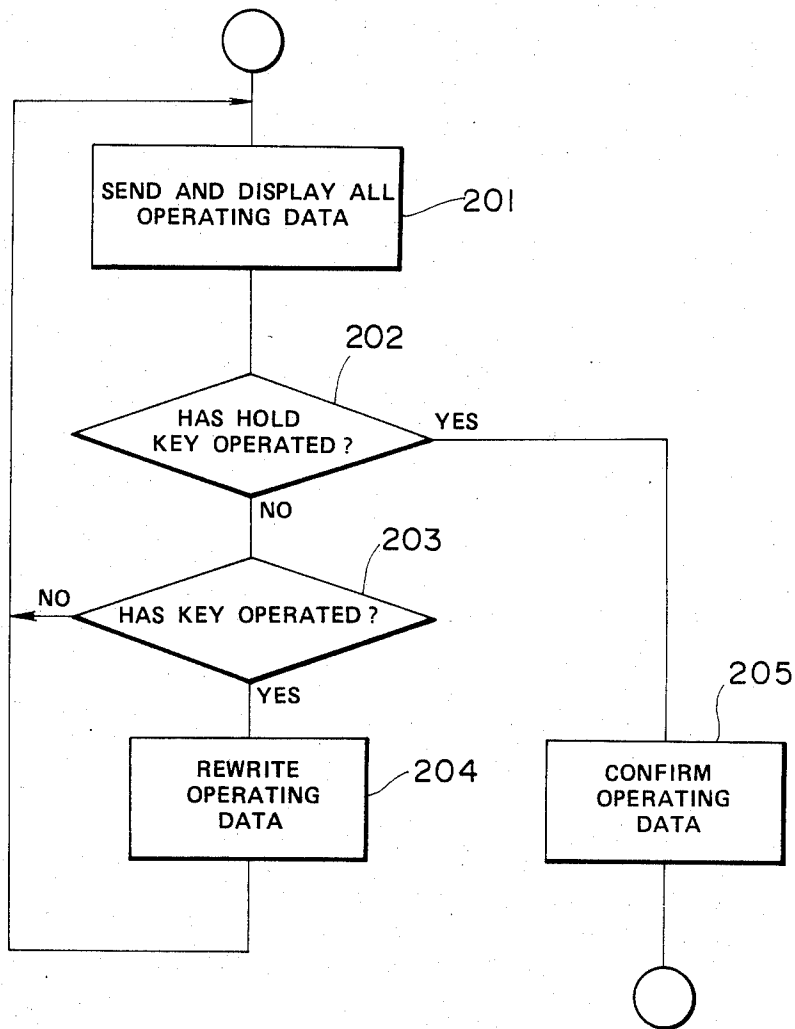 SEND AND DISPLAY ALL
OPERATING DATA
201
202
HAS HOLD
KEY OPERATED?
YES
NO
203
NO
HAS KEY OPERATED?
YES
205
REWRITE
OPERATING
DATA
204
CONFIRM
OPERATING
DATA